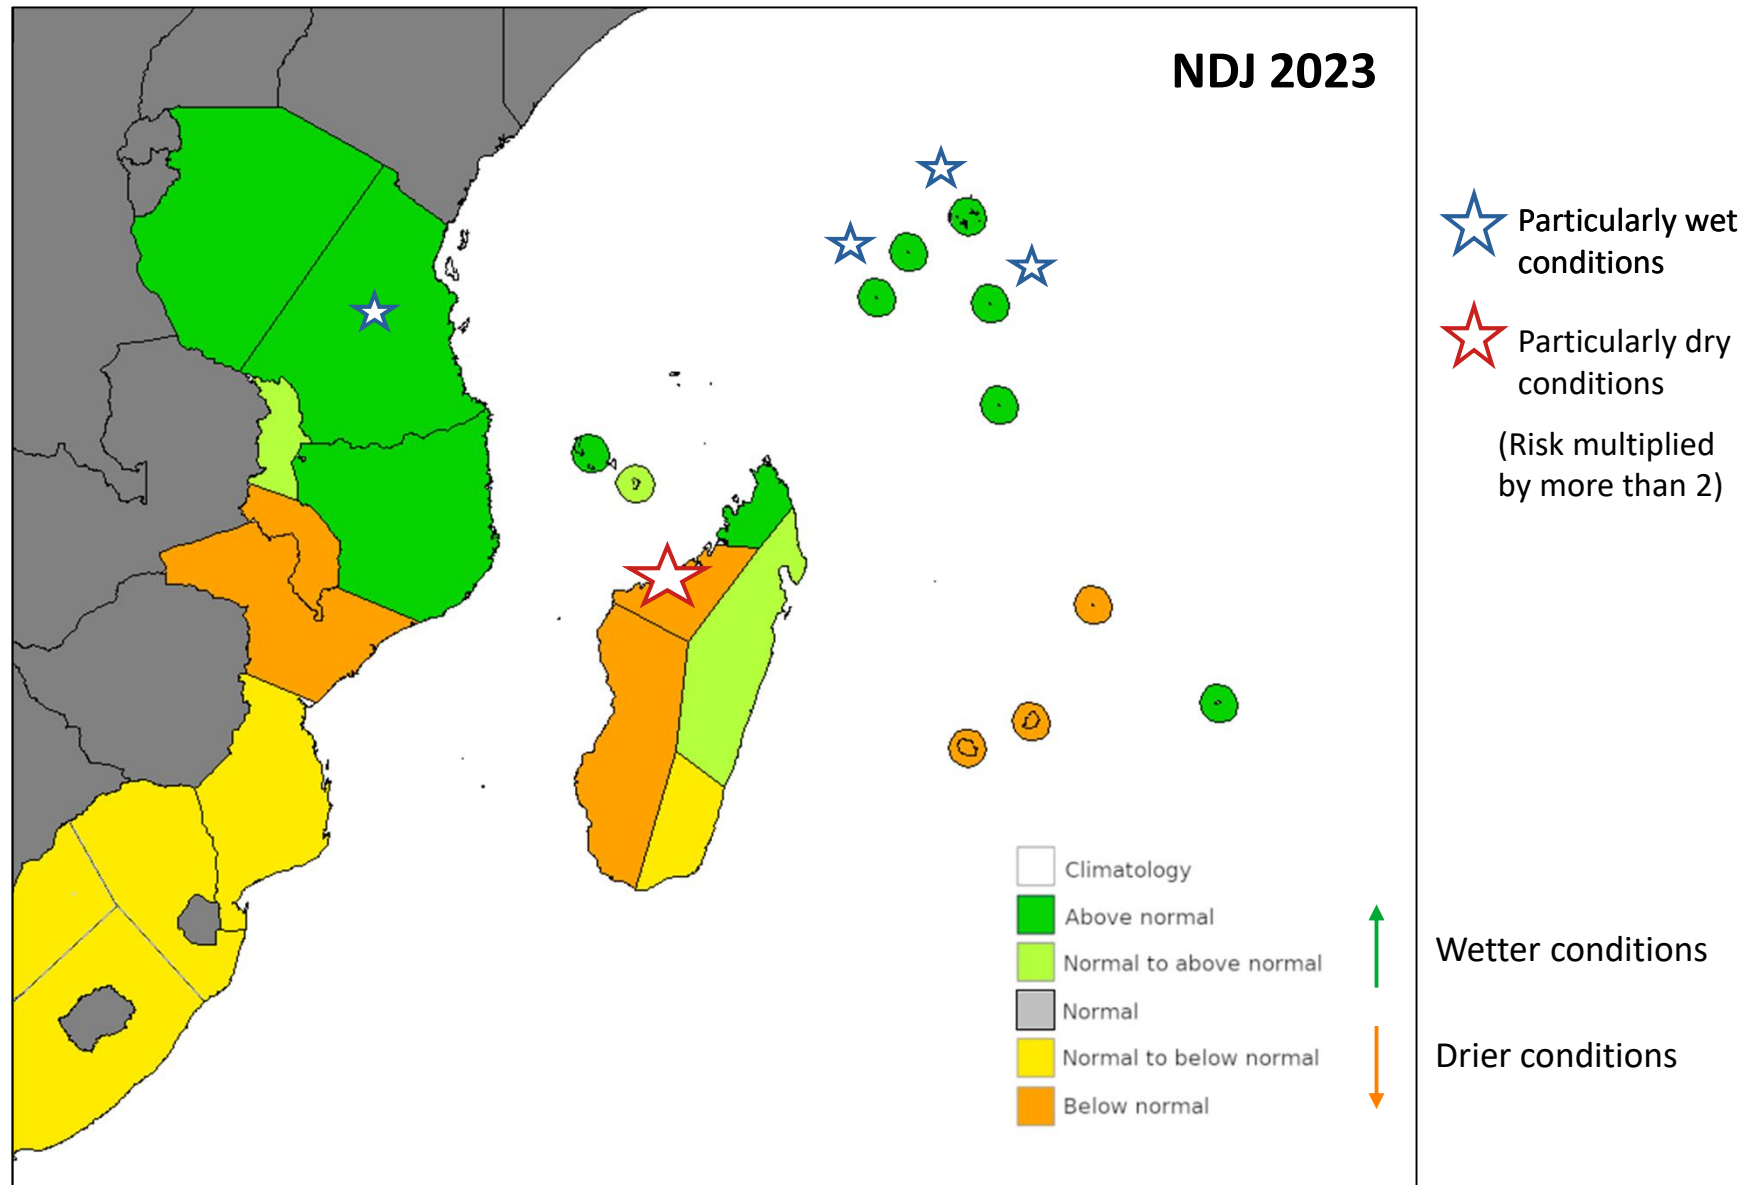 NDJ 2023
Particularly wet
conditions
Particularly dry
conditions
(Risk multiplied
by more than 2)
Climatology
Above normal
Normal to above normal
Normal
Normal to below normal
Below normal
Wetter conditions
Drier conditions